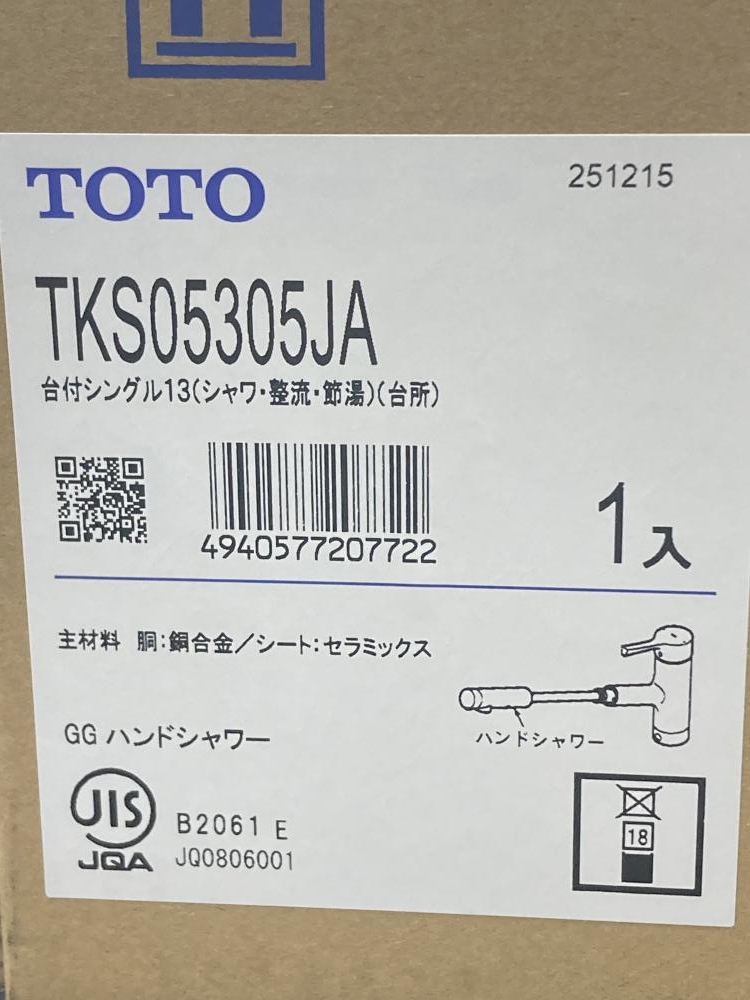 TOTO
251215
TKS05305JA
台付シングル13(シャワ・整流・節湯)(台所)
4940577207722
1入
主材料 胴:銅合金/シート:セラミックス
ハンドシャワー
GG ハンドシャワー
JIS
JQA
B2061 E
JQ0806001
18